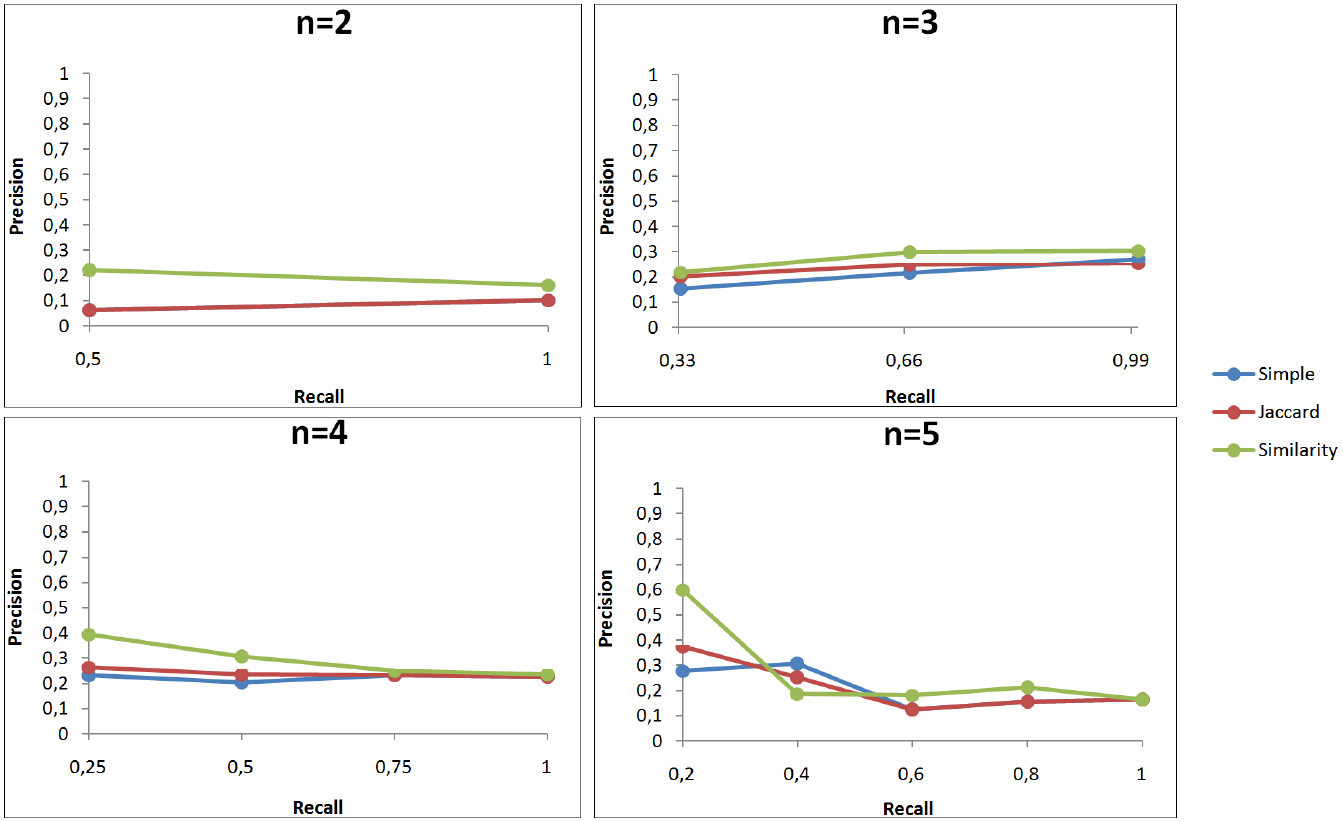 n=2
1
0,9
0,8
0,7
0,6
0,5
0,4
0,3
0,2
0,1
0
Precision
0,5 1
Recall
n=3
1
0,9
0,8
0,7
0,6
0,5
0,4
0,3
0,2
0,1
0
Precision
0,33 0,66 0,99
Recall
Simple
Jaccard
Similarity
n=4
1
0,9
0,8
0,7
0,6
0,5
0,4
0,3
0,2
0,1
0
Precision
0,25 0,5 0,75 1
Recall
n=5
1
0,9
0,8
0,7
0,6
0,5
0,4
0,3
0,2
0,1
0
Precision
0,2 0,4 0,6 0,8 1
Recall